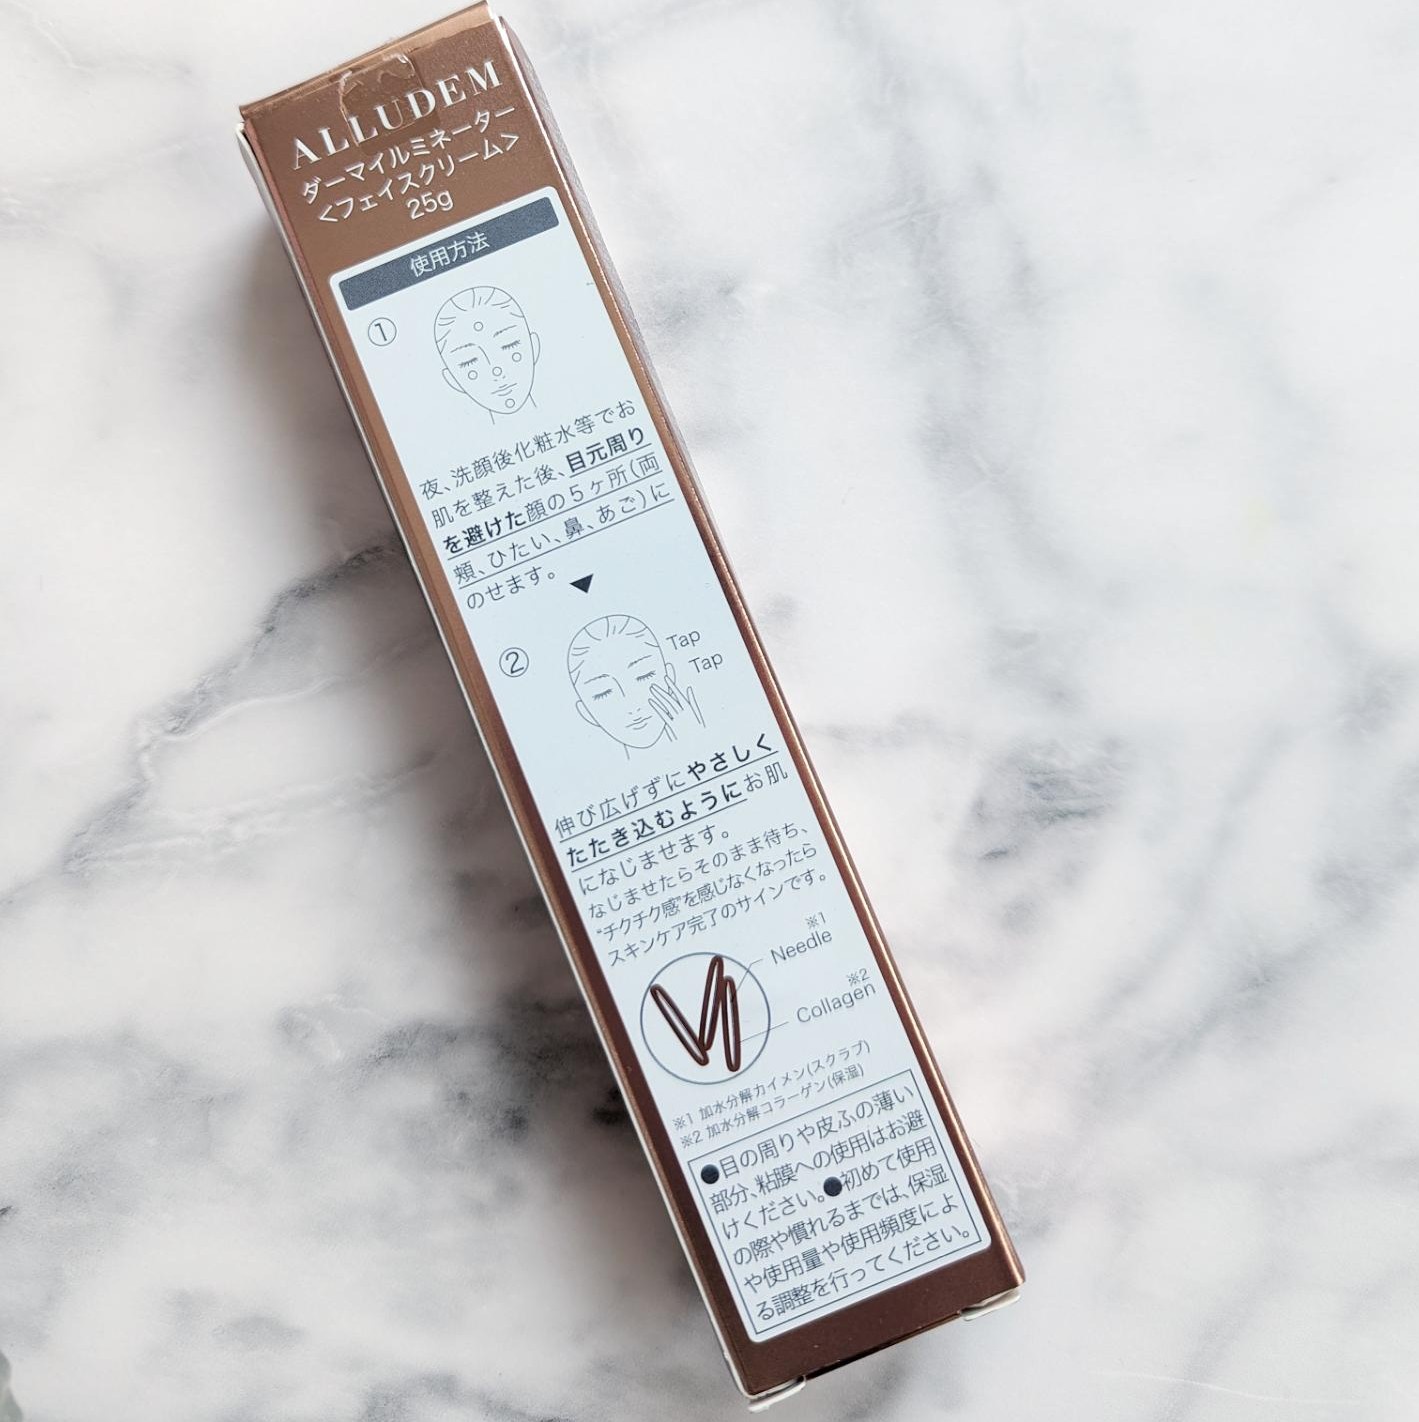 ALLUDEM
ダーマイルミネーター
<フェイスクリーム>
25g
使用方法
①
夜、洗顔後化粧水等でお
肌を整えた後、目元周り
を避けた顔の5ヶ所(両
頬、ひたい、鼻、あご)に
のせます。
②
Tap
Tap
伸び広げずにやさしく
たたき込むようにお肌
になじませます。
なじませたらそのまま待ち、
“チクチク感”を感じなくなったら
スキンケア完了のサインです。
※1
Needle
※2
Collagen
※1 加水分解カイメン(スクラブ)
※2 加水分解コラーゲン(保湿)
●目の周りや皮ふの薄い
部分、粘膜への使用はお避
けください。●初めて使用
の際や慣れるまでは、保湿
や使用量や使用頻度によ
る調整を行ってください。